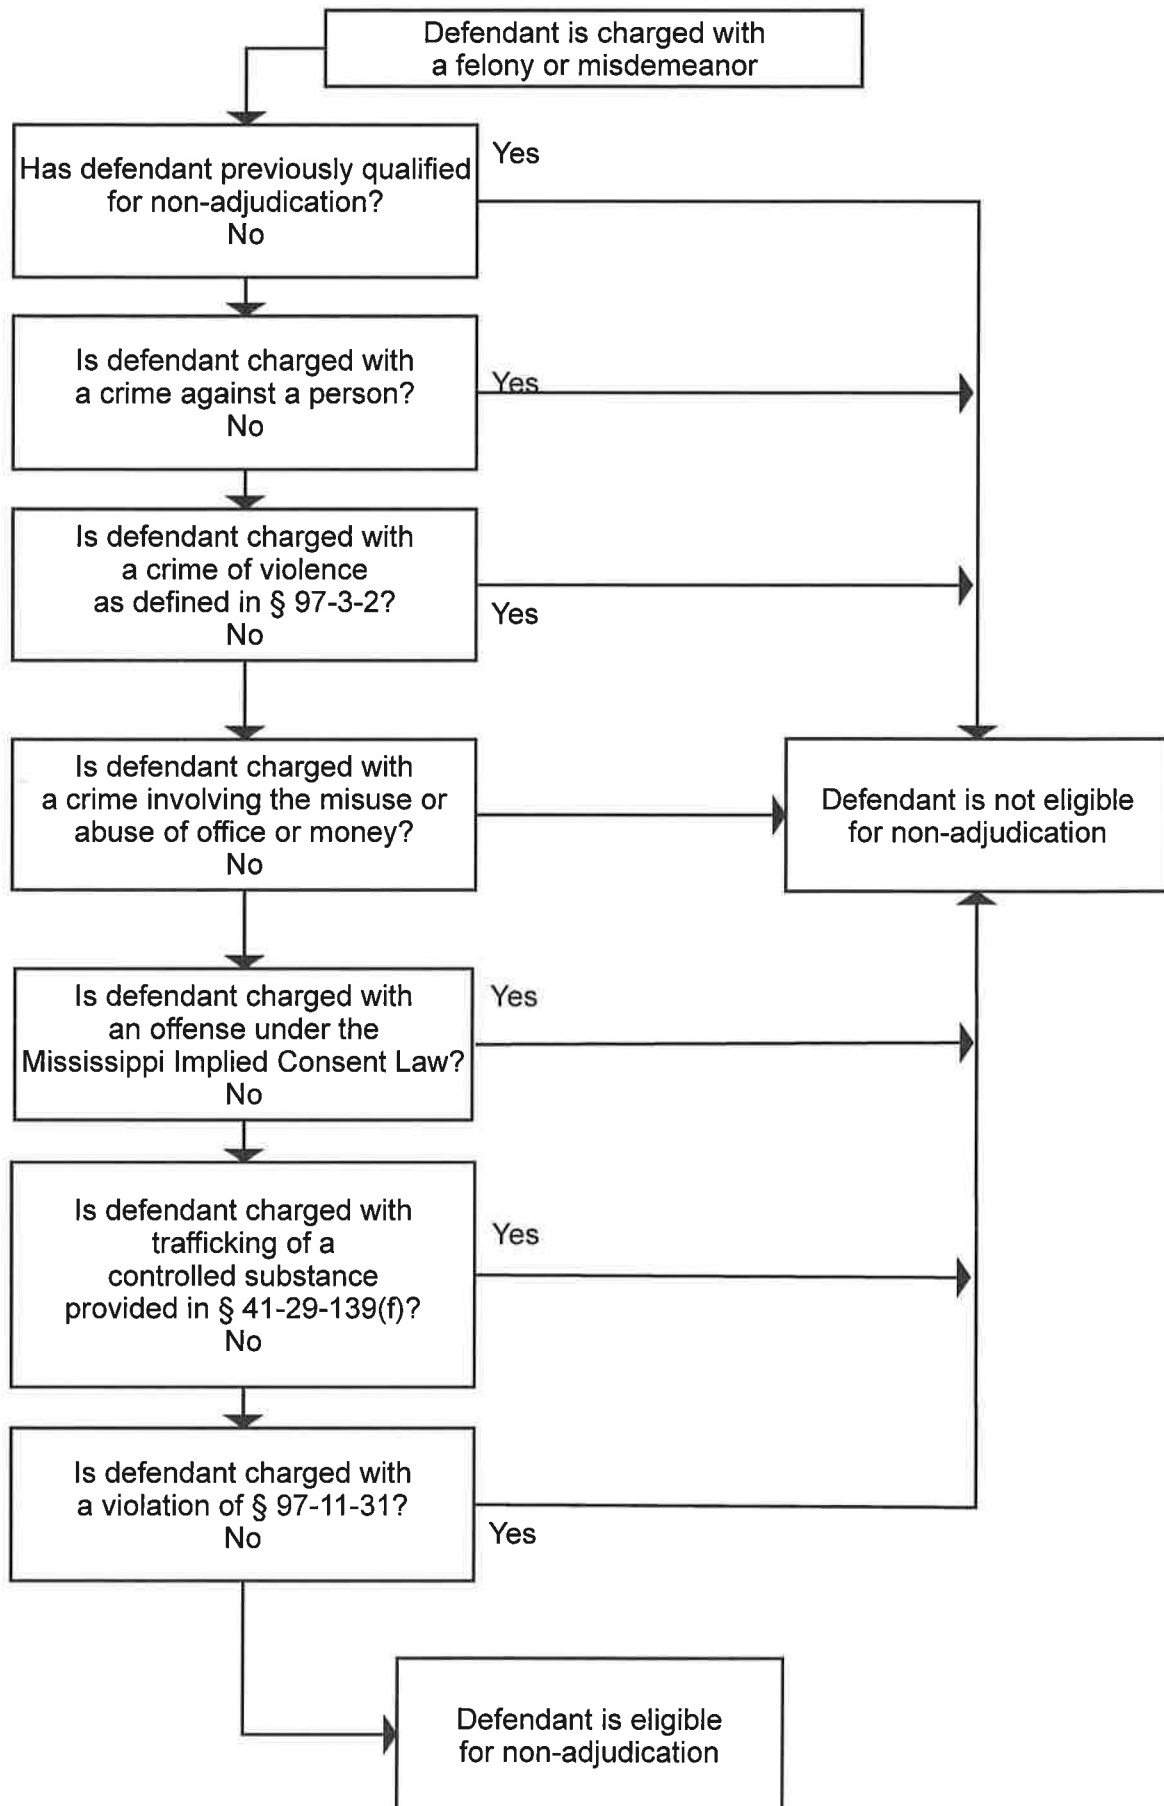 Defendant is charged with
a felony or misdemeanor
Has defendant previously qualified
for non-adjudication?
No
Yes
Is defendant charged with
a crime against a person?
No
Yes
Is defendant charged with
a crime of violence
as defined in § 97-3-2?
No
Yes
Is defendant charged with
a crime involving the misuse or
abuse of office or money?
No
Defendant is not eligible
for non-adjudication
Is defendant charged with
an offense under the
Mississippi Implied Consent Law?
No
Yes
Is defendant charged with
trafficking of a
controlled substance
provided in § 41-29-139(f)?
No
Yes
Is defendant charged with
a violation of § 97-11-31?
No
Yes
Defendant is eligible
for non-adjudication